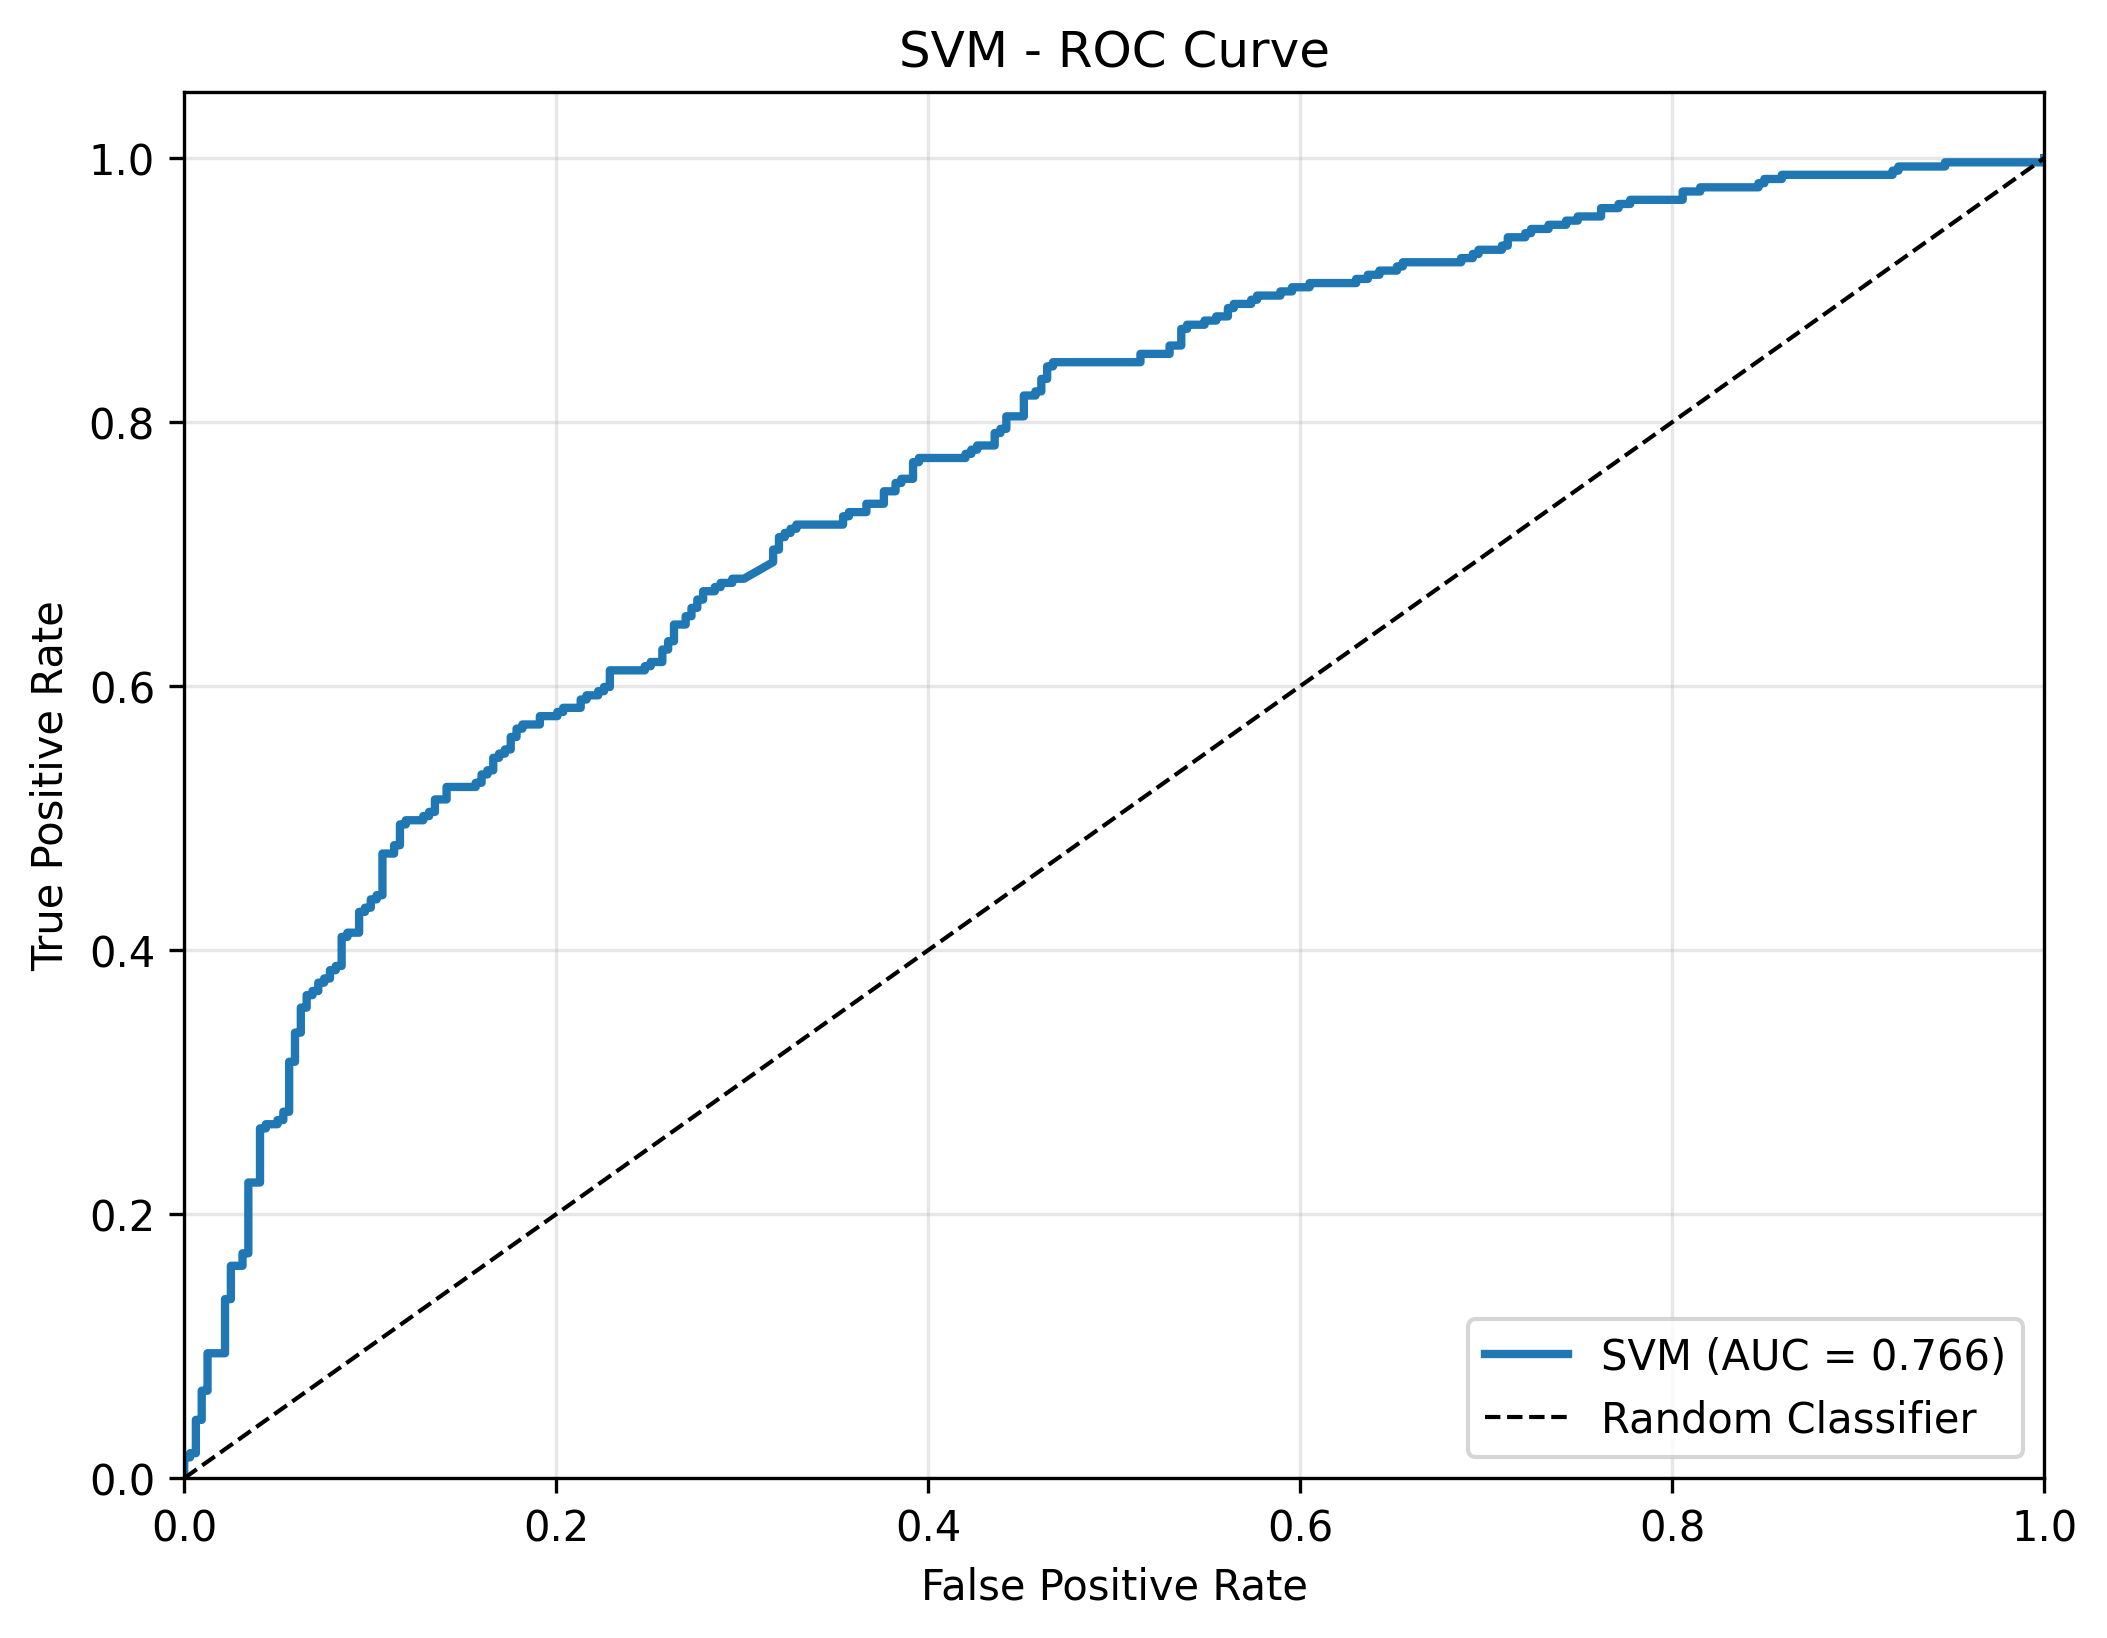 SVM - ROC Curve
1.0
0.8
0.6
0.4
0.2
0.0
True Positive Rate
0.0 0.2 0.4 0.6 0.8 1.0
False Positive Rate
SVM (AUC = 0.766)
Random Classifier